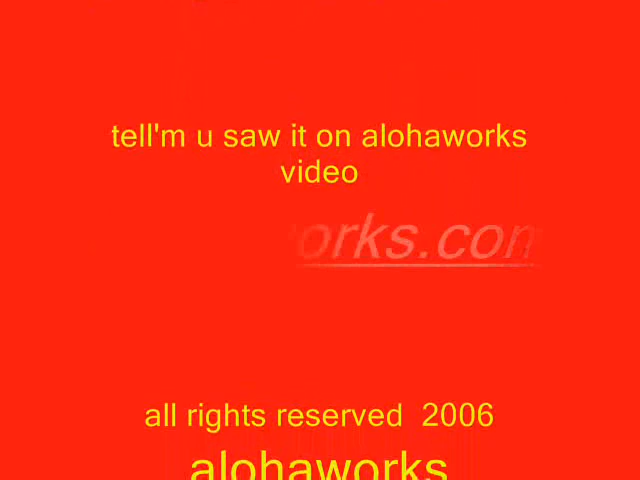 tell'm u saw it on alohaworks
video
orks.com
all rights reserved 2006
alohaworks